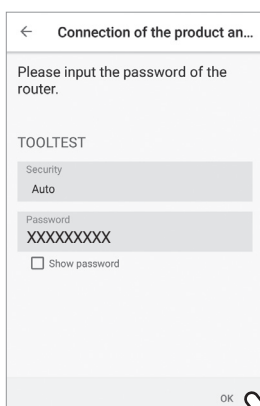 Connection of the product an...
Please input the password of the
router.
TOOLTEST
Security
Auto
Password
XXXXXXXXX
Show password
OK